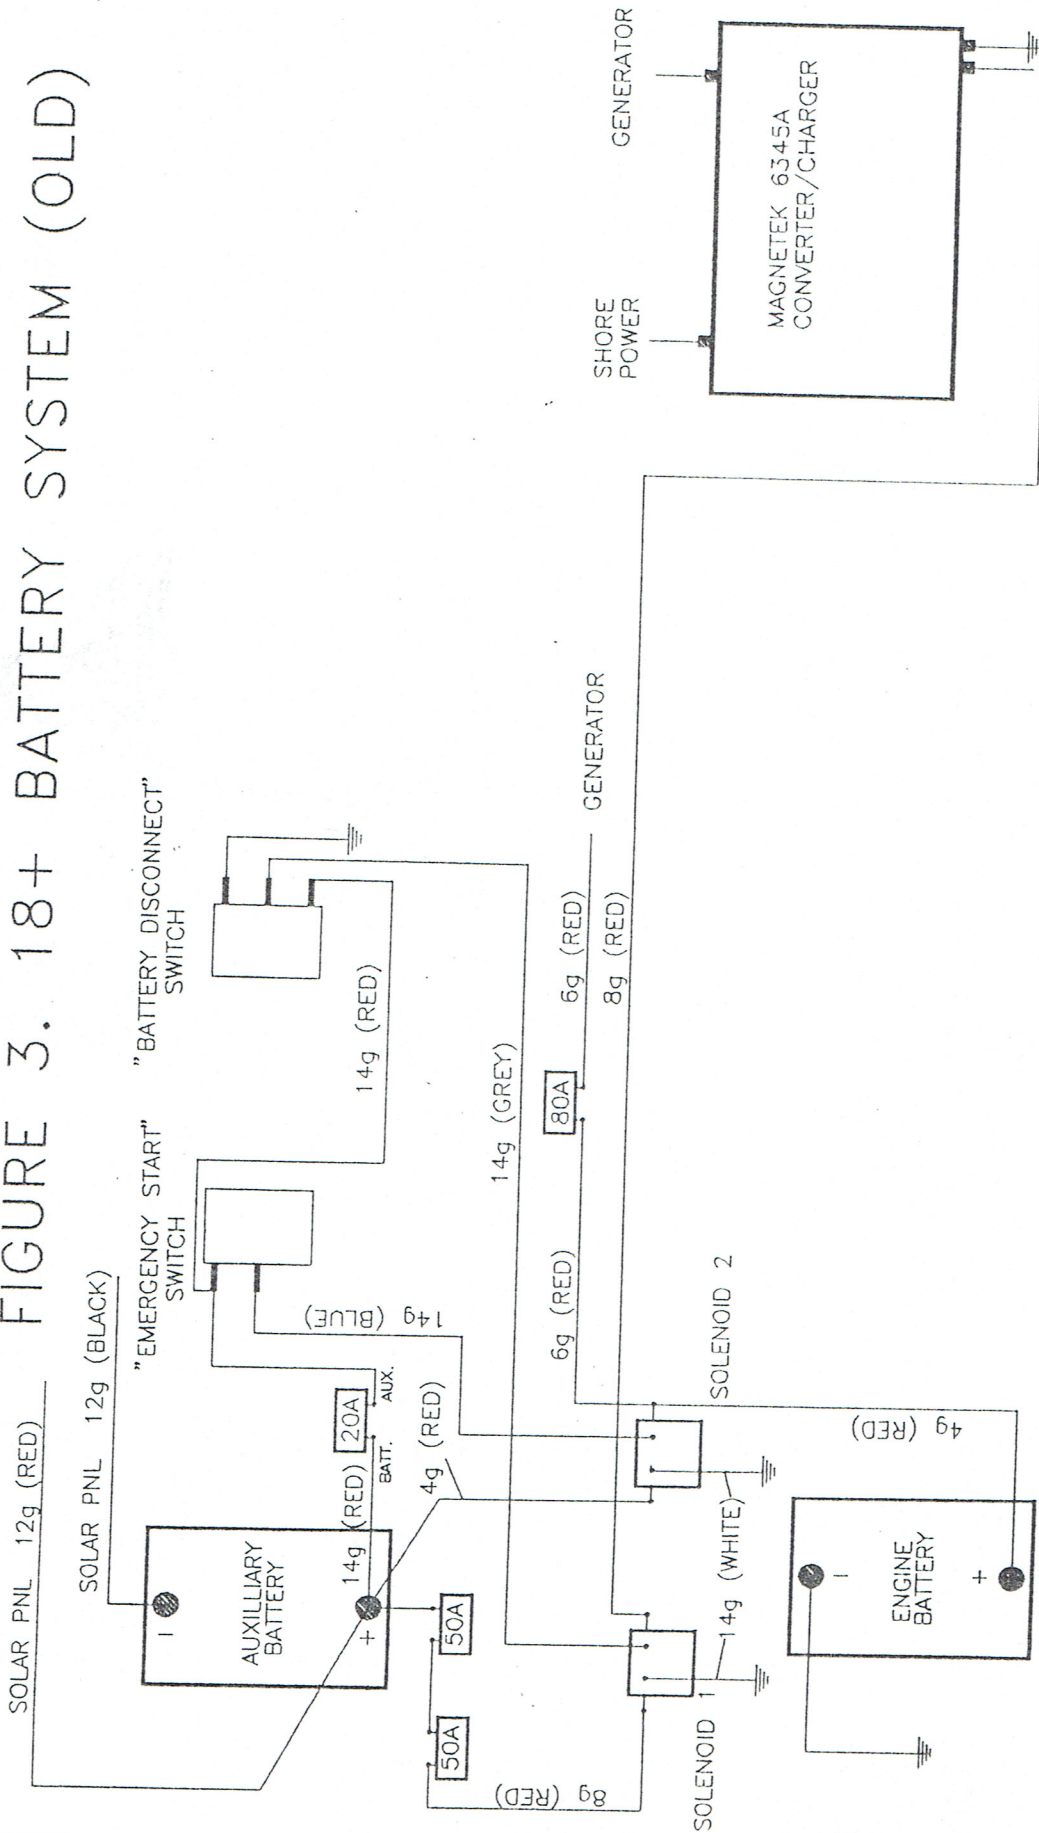 FIGURE 3. 18+ BATTERY SYSTEM (OLD)
SOLAR PNL 12g (RED)
SOLAR PNL 12g (BLACK)
"EMERGENCY START"
SWITCH
"BATTERY DISCONNECT"
SWITCH
AUXILLIARY
BATTERY
-
+
14g (RED)
20A
BATT.
AUX.
14g (BLUE)
14g (RED)
4g (RED)
50A
50A
8g (RED)
14g (GREY)
80A
6g (RED)
6g (RED)
GENERATOR
8g (RED)
SOLENOID 1
SOLENOID 2
14g (WHITE)
4g (RED)
ENGINE
BATTERY
-
+
SHORE
POWER
GENERATOR
MAGNETEK 6345A
CONVERTER/CHARGER